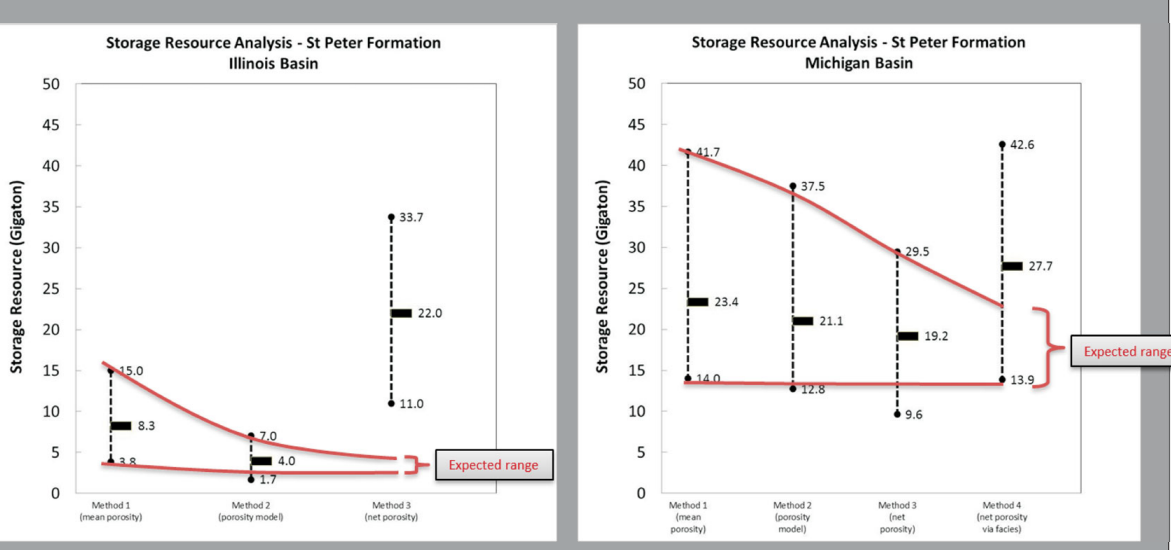 Storage Resource Analysis - St Peter Formation
Illinois Basin
Storage Resource (Gigaton)
50
45
40
35
30
25
20
15
10
5
0
15.0
8.3
3.8
7.0
4.0
1.7
33.7
22.0
11.0
Expected range
Method 1
(mean porosity)
Method 2
(porosity model)
Method 3
(net porosity)
Storage Resource Analysis - St Peter Formation
Michigan Basin
Storage Resource (Gigaton)
50
45
40
35
30
25
20
15
10
5
0
41.7
23.4
14.0
37.5
21.1
12.8
29.5
19.2
9.6
42.6
27.7
13.9
Expected range
Method 1
(mean
porosity)
Method 2
(porosity
model)
Method 3
(net
porosity)
Method 4
(net porosity
via facies)